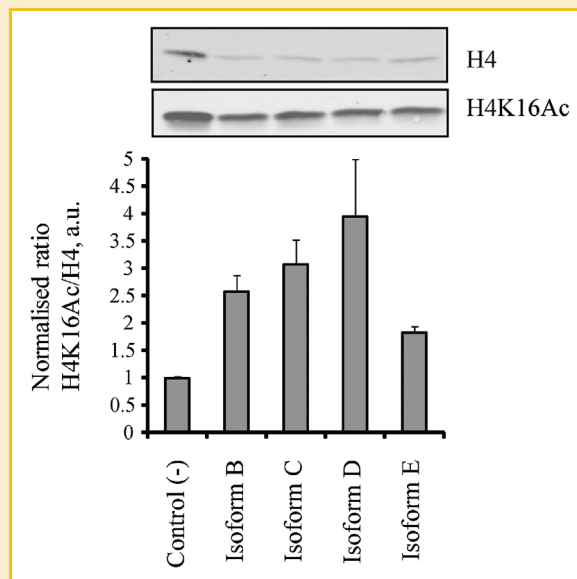 H4
H4K16Ac
Normalised ratio
H4K16Ac/H4, a.u.
5
4.5
4
3.5
3
2.5
2
1.5
1
0.5
0
Control (-)
Isoform B
Isoform C
Isoform D
Isoform E